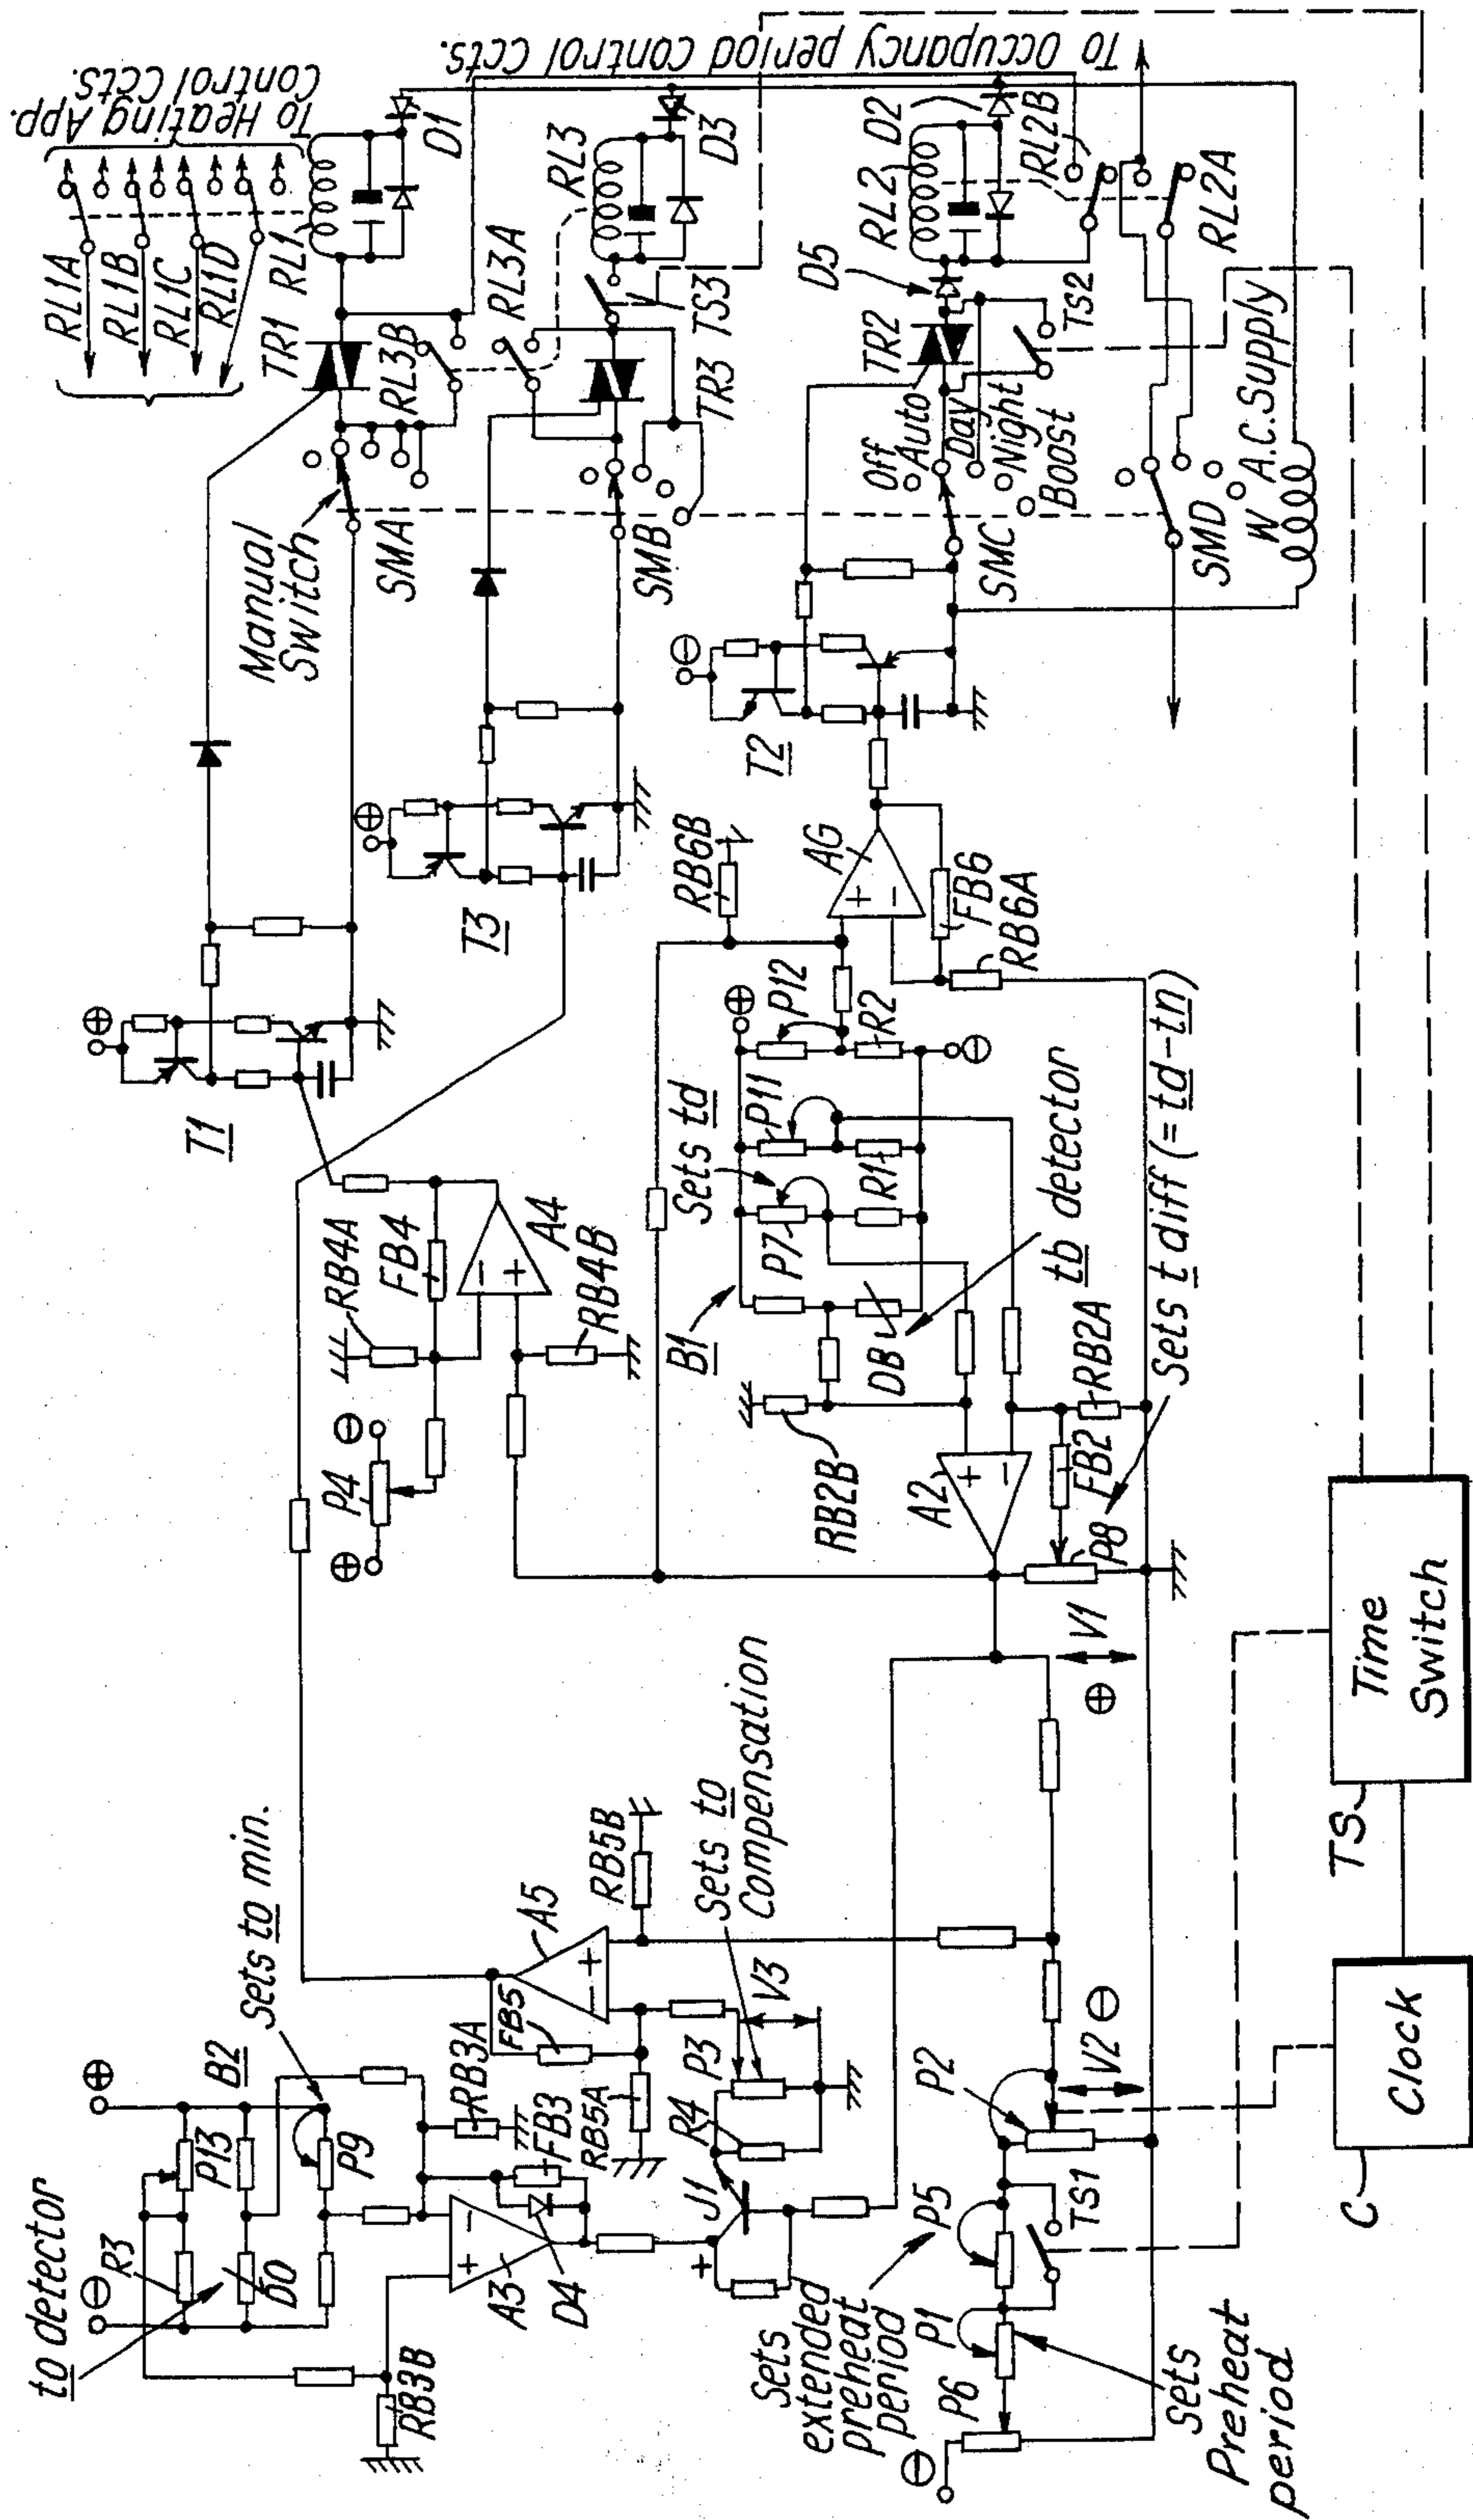 to detector
⊖
⊕
R3
P13
B2
DO
P9
Sets to min.
RB3B
A3
D4
RB3A
FB3
FB5
A5
RB5A
RB5B
R4
P3
V3
Sets to
Compensation
J1
+
+
−
+
−
Sets
extended
preheat
period
P5
P1
P6
⊖
TS1
P2
V2 ⊖
Sets
Preheat
period
V1
⊕
C
Clock
TS
Time
Switch
⊕
P4
⊖
RB4A
FB4
A4
−
+
RB4B
T1
⊕
B1
Sets td
P7
P11
P12
⊕
R1
R2
⊖
DB
tb detector
RB2B
A2
+
−
FB2
RB2A
P8
Sets t diff (= td-tn)
RB6B
AG
+
−
FB6
RB6A
T3
⊕
T2
⊖
Manual
Switch
SMA
SMB
SMC
SMD
Off
Auto
Day
Night
Boost
W A.C. Supply
TR1
RL1
RL1A
RL1B
RL1C
RL1D
To Heating App.
Control Ccts.
D1
RL3B
RL3A
RL3
D3
TR3
TS3
TR2
D5
RL2
D2
RL2B
TS2
RL2A
To Occupancy period control Ccts.